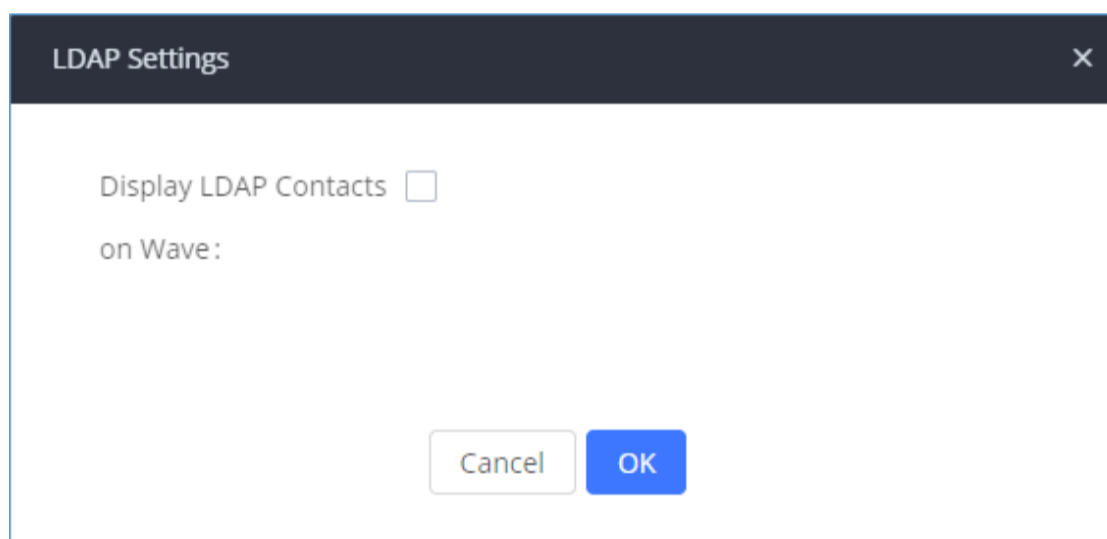 LDAP Settings
Display LDAP Contacts
on Wave:
Cancel
OK